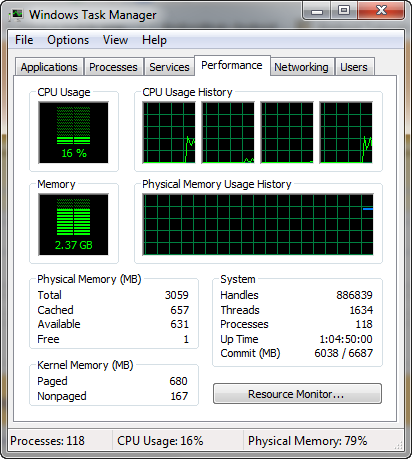 Windows Task Manager
File Options View Help
Applications Processes Services Performance Networking Users
CPU Usage
16 %
CPU Usage History
Memory
2.37 GB
Physical Memory Usage History
Physical Memory (MB)
Total 3059
Cached 657
Available 631
Free 1
Kernel Memory (MB)
Paged 680
Nonpaged 167
System
Handles 886839
Threads 1634
Processes 118
Up Time 1:04:50:00
Commit (MB) 6038 / 6687
Resource Monitor...
Processes: 118 CPU Usage: 16% Physical Memory: 79%